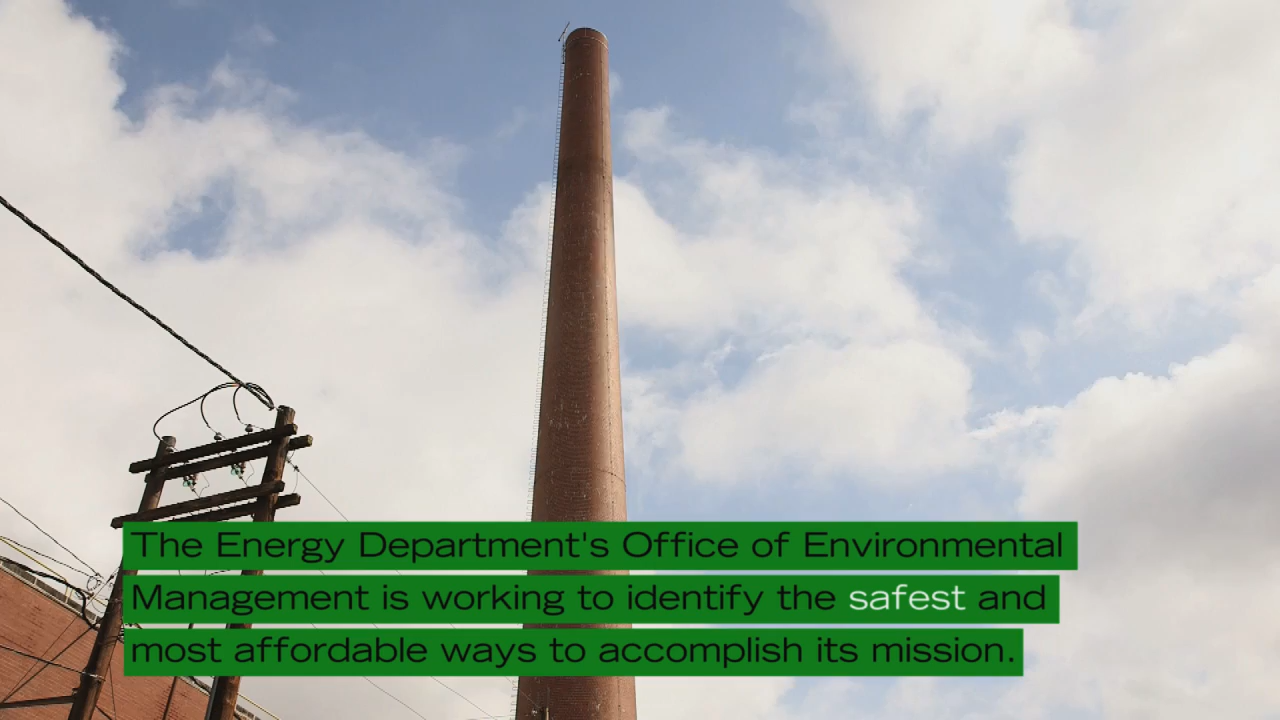 The Energy Department's Office of Environmental
Management is working to identify the safest and
most affordable ways to accomplish its mission.